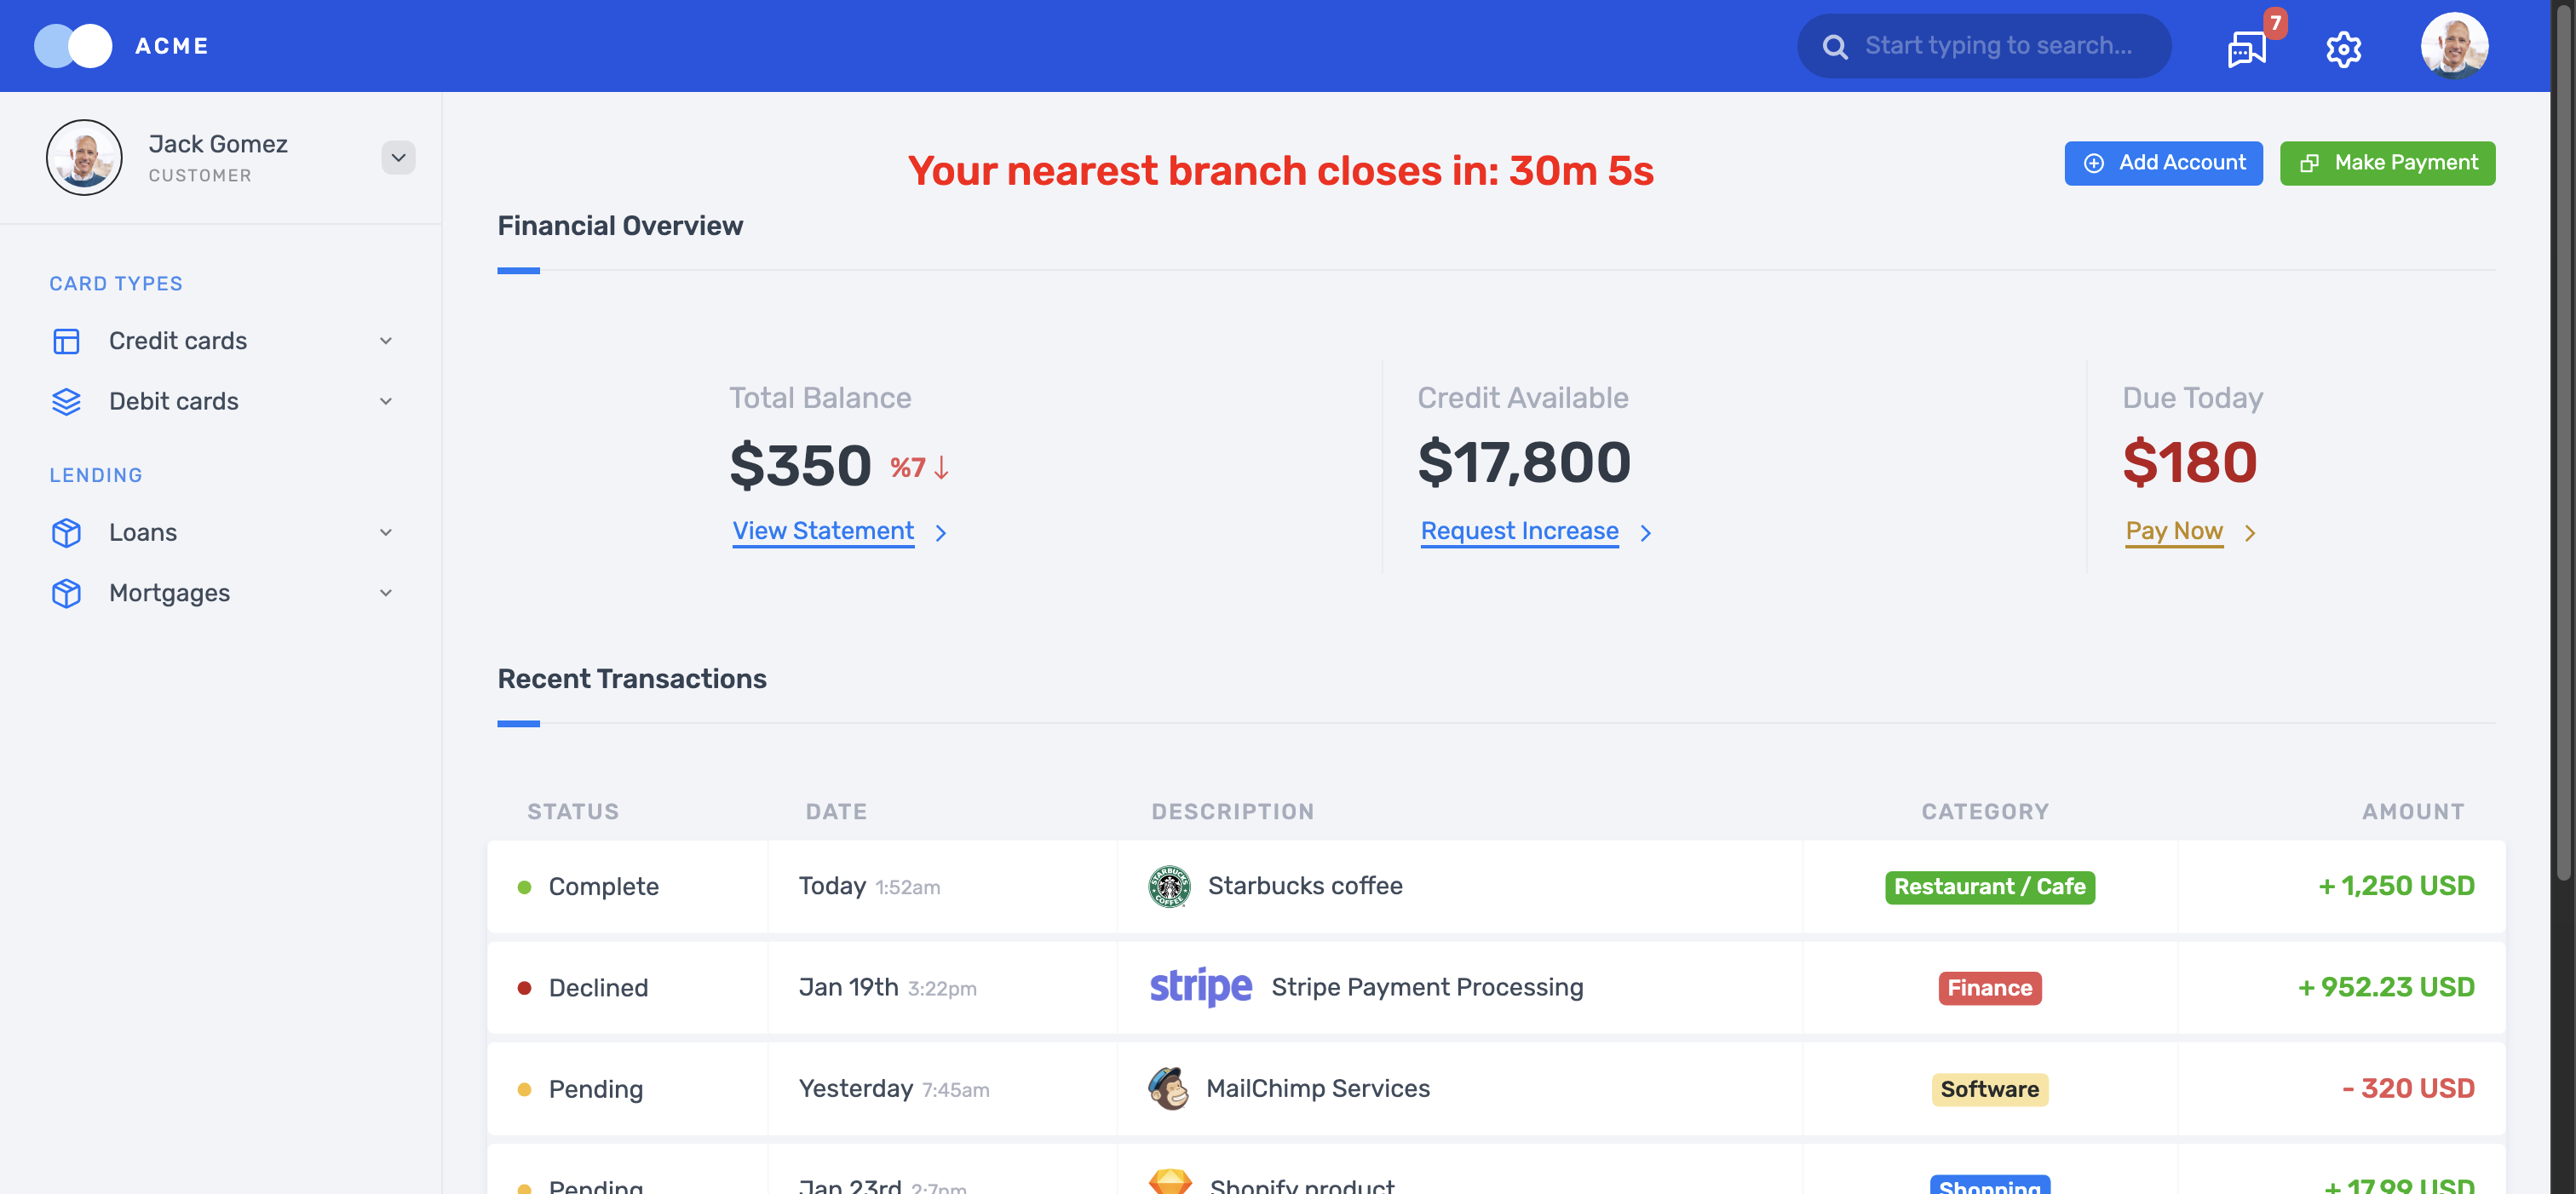 ACME
Start typing to search...
7
Jack Gomez
CUSTOMER
Your nearest branch closes in: 30m 5s
Add Account
Make Payment
Financial Overview
CARD TYPES
Credit cards
Debit cards
LENDING
Loans
Mortgages
Total Balance
$350 %7
View Statement
Credit Available
$17,800
Request Increase
Due Today
$180
Pay Now
Recent Transactions
STATUS DATE DESCRIPTION CATEGORY AMOUNT
Complete Today 1:52am STARBUCKS COFFEE Starbucks coffee Restaurant / Cafe + 1,250 USD
Declined Jan 19th 3:22pm stripe Stripe Payment Processing Finance + 952.23 USD
Pending Yesterday 7:45am MailChimp Services Software - 320 USD
Pending Jan 23rd 2:7pm Shopify product Shopping + 17.99 USD